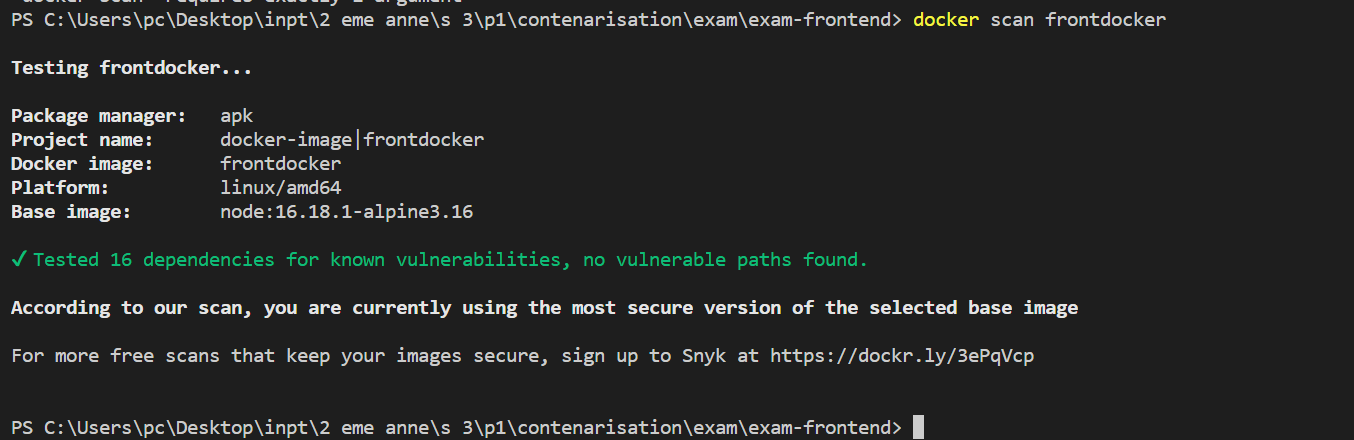 "docker scan" requires exactly 1 argument
PS C:\Users\pc\Desktop\inpt\2 eme anne\s 3\p1\contenarisation\exam\exam-frontend> docker scan frontdocker
Testing frontdocker...
Package manager: apk
Project name: docker-image|frontdocker
Docker image: frontdocker
Platform: linux/amd64
Base image: node:16.18.1-alpine3.16
✓ Tested 16 dependencies for known vulnerabilities, no vulnerable paths found.
According to our scan, you are currently using the most secure version of the selected base image
For more free scans that keep your images secure, sign up to Snyk at https://dockr.ly/3ePqVcp
PS C:\Users\pc\Desktop\inpt\2 eme anne\s 3\p1\contenarisation\exam\exam-frontend>